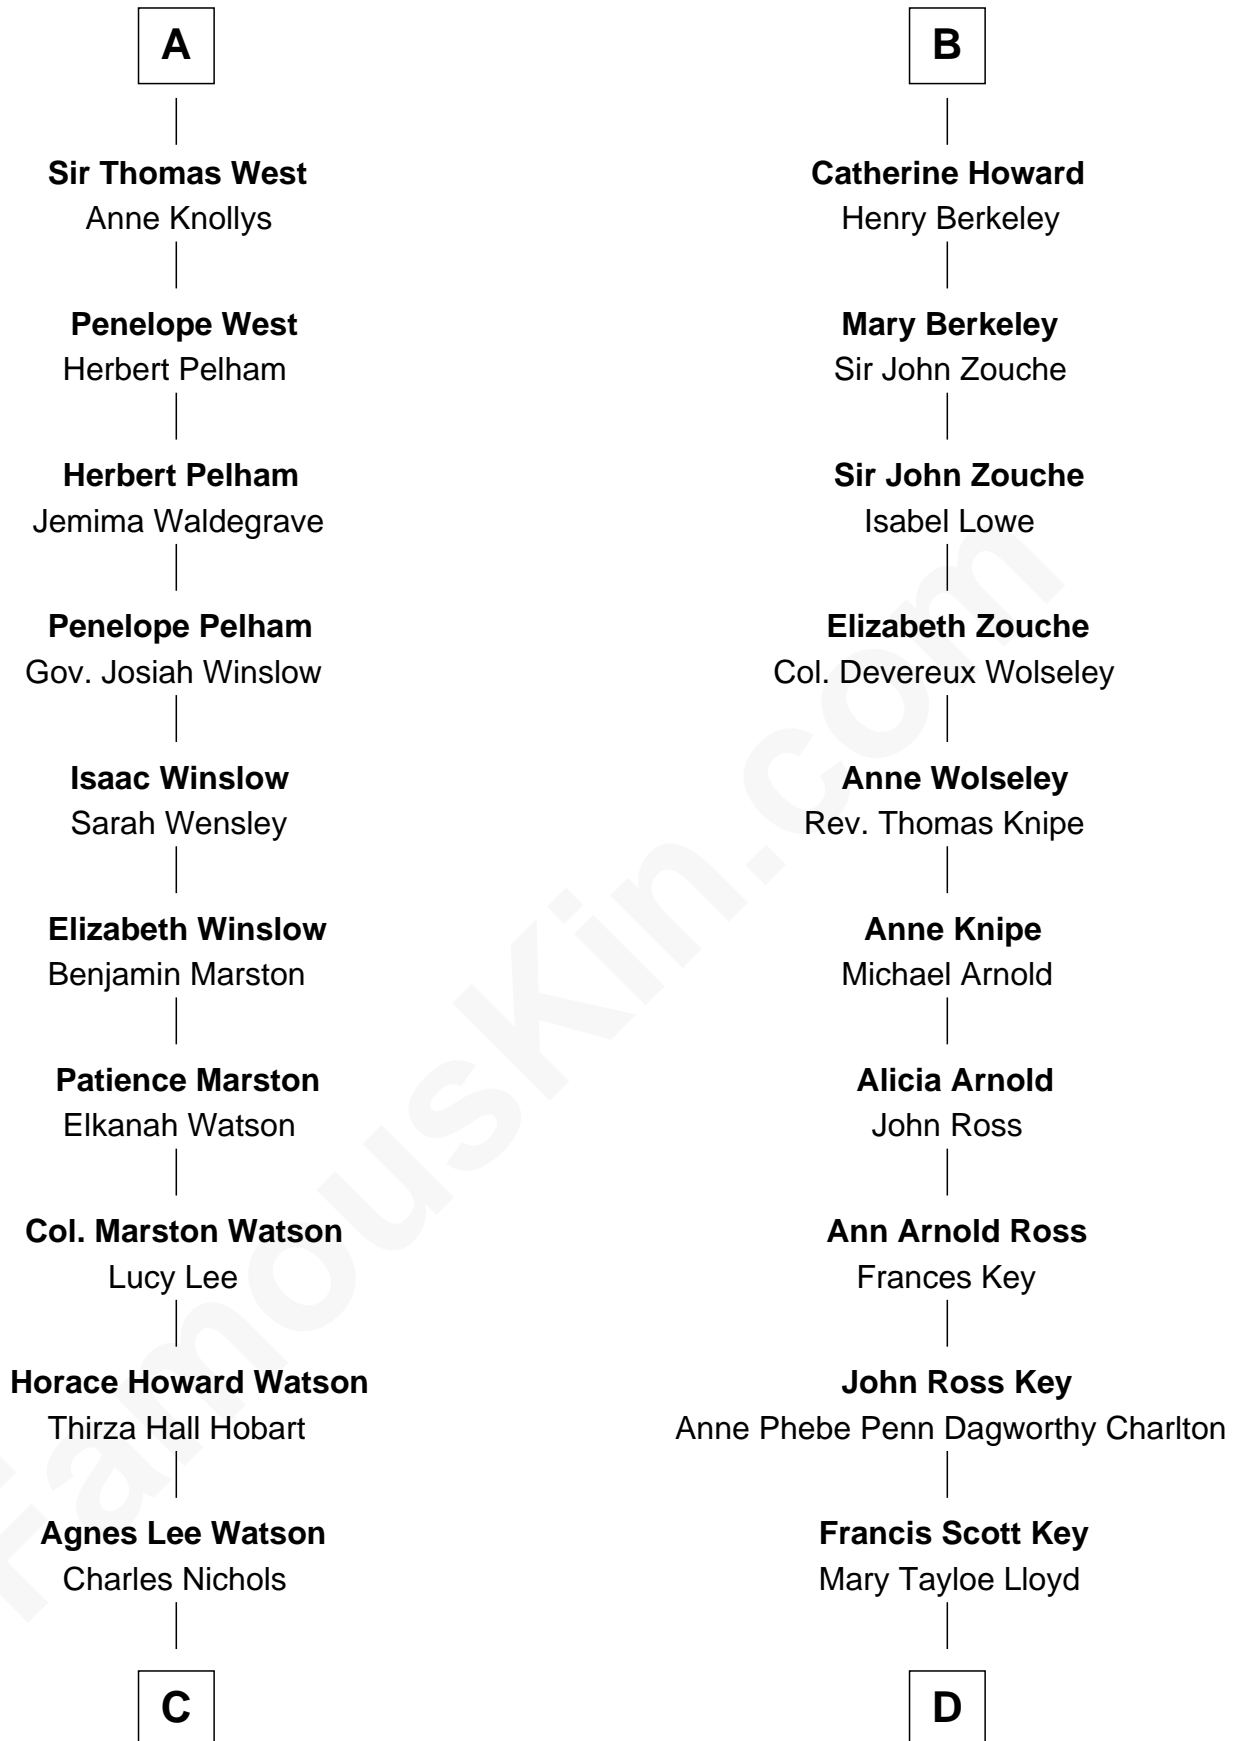 A
Sir Thomas West
Anne Knollys
Penelope West
Herbert Pelham
Herbert Pelham
Jemima Waldegrave
Penelope Pelham
Gov. Josiah Winslow
Isaac Winslow
Sarah Wensley
Elizabeth Winslow
Benjamin Marston
Patience Marston
Elkanah Watson
Col. Marston Watson
Lucy Lee
Horace Howard Watson
Thirza Hall Hobart
Agnes Lee Watson
Charles Nichols
C
B
Catherine Howard
Henry Berkeley
Mary Berkeley
Sir John Zouche
Sir John Zouche
Isabel Lowe
Elizabeth Zouche
Col. Devereux Wolseley
Anne Wolseley
Rev. Thomas Knipe
Anne Knipe
Michael Arnold
Alicia Arnold
John Ross
Ann Arnold Ross
Frances Key
John Ross Key
Anne Phebe Penn Dagworthy Charlton
Francis Scott Key
Mary Tayloe Lloyd
D
FamousKin.com